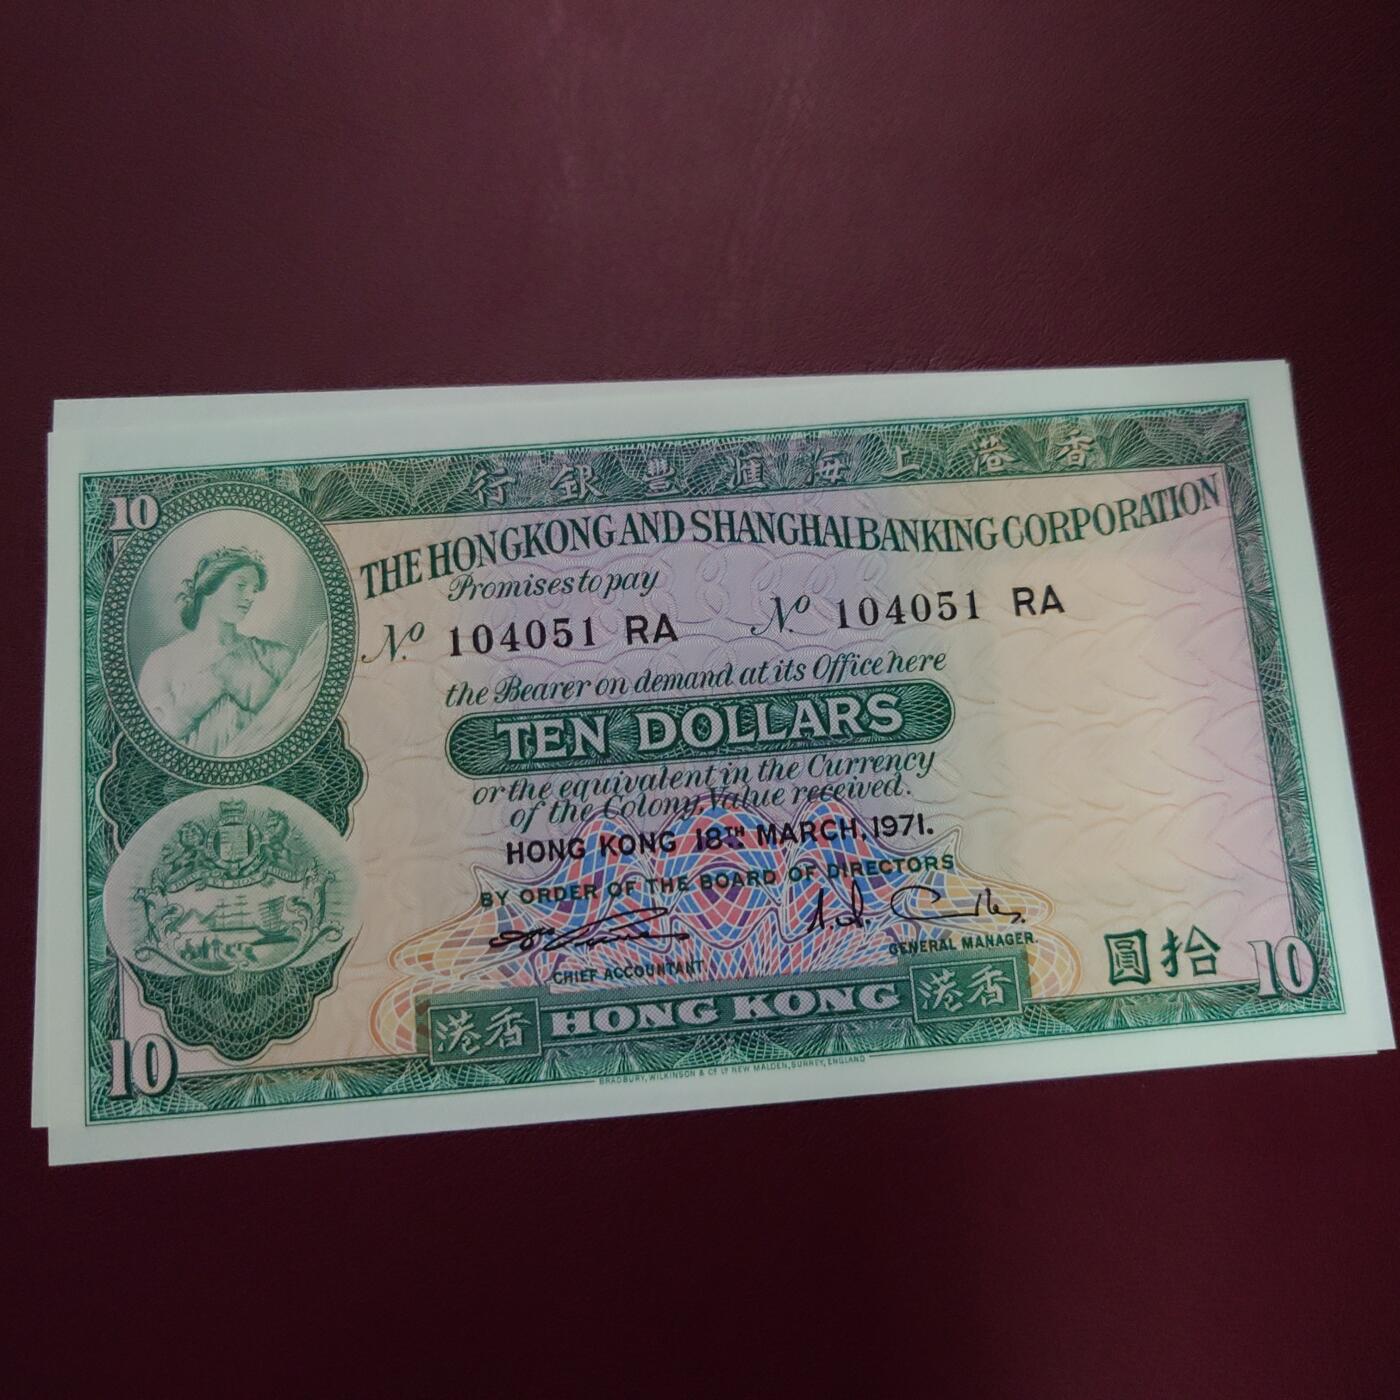 行銀豐滙海上港香
10
THE HONGKONG AND SHANGHAI BANKING CORPORATION
Promises to pay
No. 104051 RA No. 104051 RA
the Bearer on demand at its Office here
TEN DOLLARS
or the equivalent in the Currency
of the Colony, Value received.
HONG KONG 18TH MARCH, 1971.
BY ORDER OF THE BOARD OF DIRECTORS
CHIEF ACCOUNTANT.
GENERAL MANAGER.
圓拾
10
港香 HONG KONG 港香
10
BRADBURY, WILKINSON & Co. Ld. NEW MALDEN, SURREY, ENGLAND